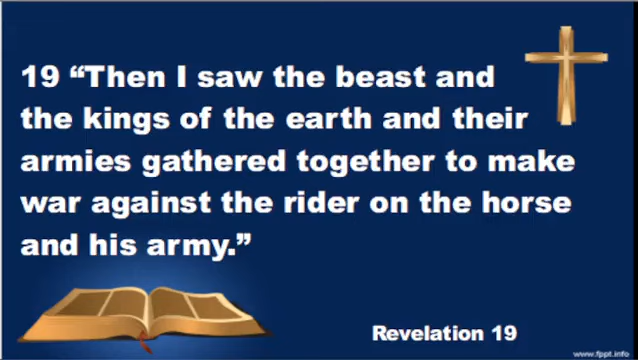 19 “Then I saw the beast and
the kings of the earth and their
armies gathered together to make
war against the rider on the horse
and his army.”
Revelation 19
www.fppt.info